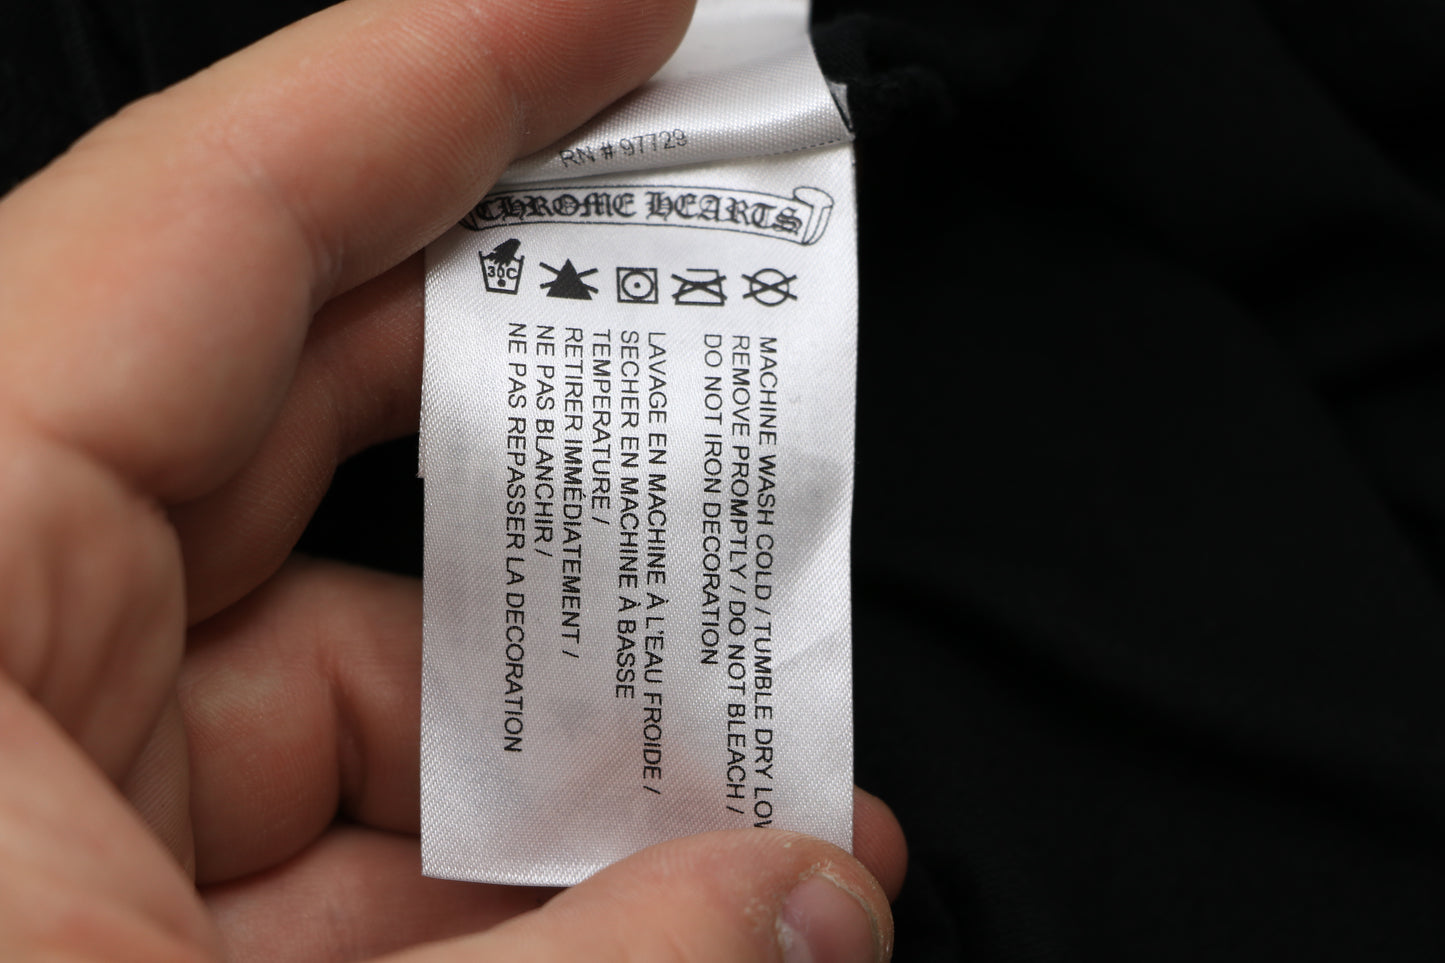 RN # 97729
CHROME HEARTS
30C
MACHINE WASH COLD / TUMBLE DRY
REMOVE PROMPTLY / DO NOT BLEACH /
DO NOT IRON DECORATION
LAVAGE EN MACHINE À L'EAU FROIDE /
SECHER EN MACHINE À BASSE
TEMPERATURE /
RETIRER IMMÉDIATEMENT /
NE PAS BLANCHIR /
NE PAS REPASSER LA DECORATION